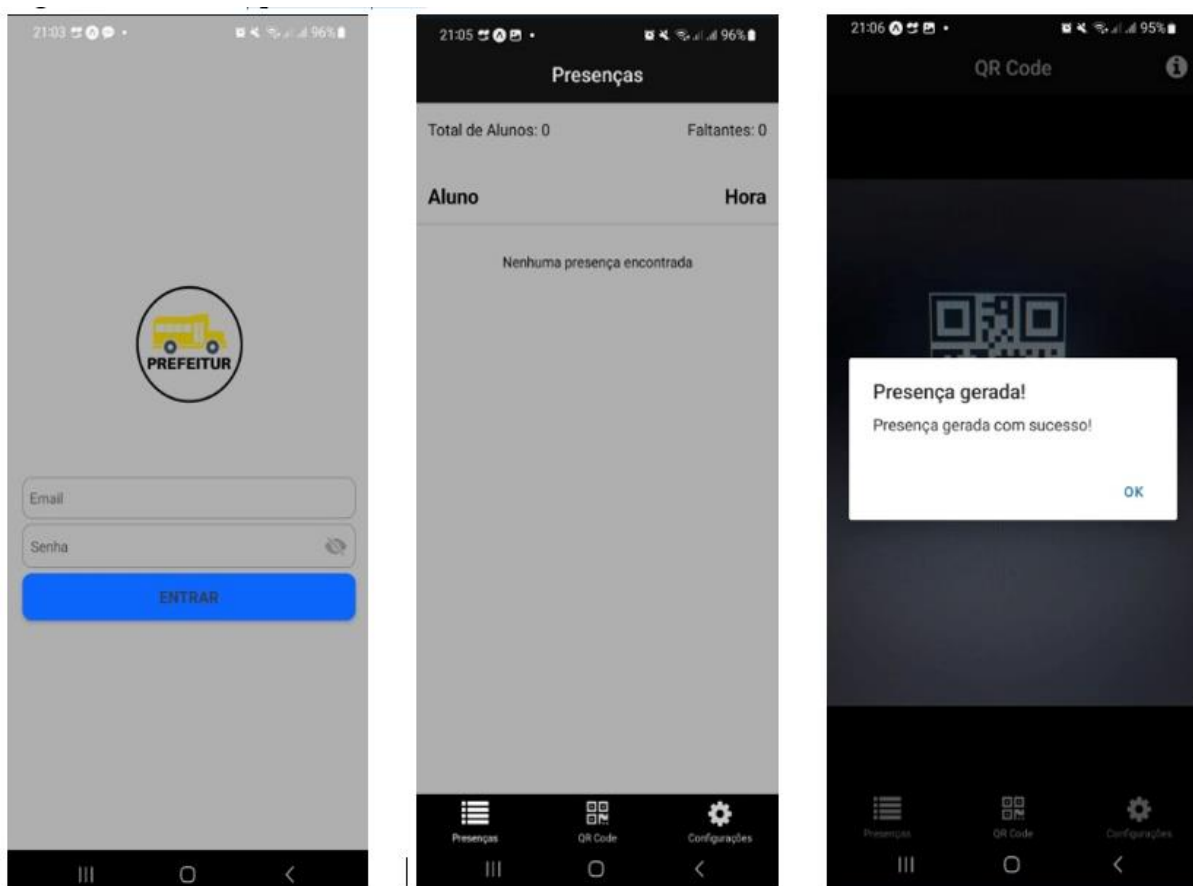 21:03
96%
PREFEITUR
Email
Senha
ENTRAR
21:05
96%
Presenças
Total de Alunos: 0 Faltantes: 0
Aluno Hora
Nenhuma presença encontrada
Presenças QR Code Configurações
21:06
95%
QR Code
Presença gerada!
Presença gerada com sucesso!
OK
Presenças QR Code Configurações